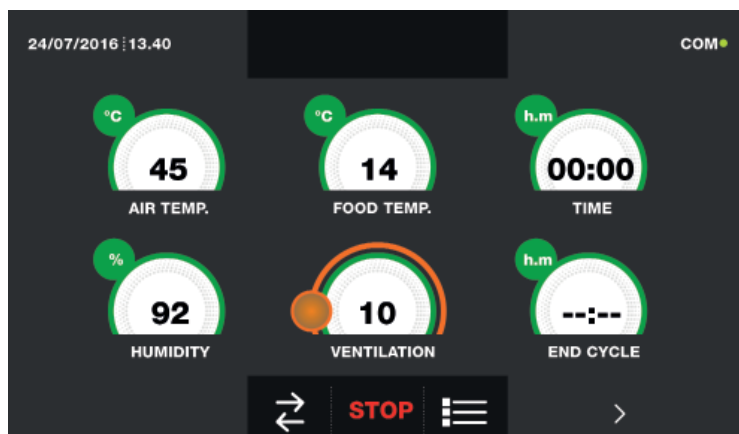 24/07/2016 13.40
COM
°C
°C
h.m
45
14
00:00
AIR TEMP.
FOOD TEMP.
TIME
%
h.m
92
10
--:--
HUMIDITY
VENTILATION
END CYCLE
STOP